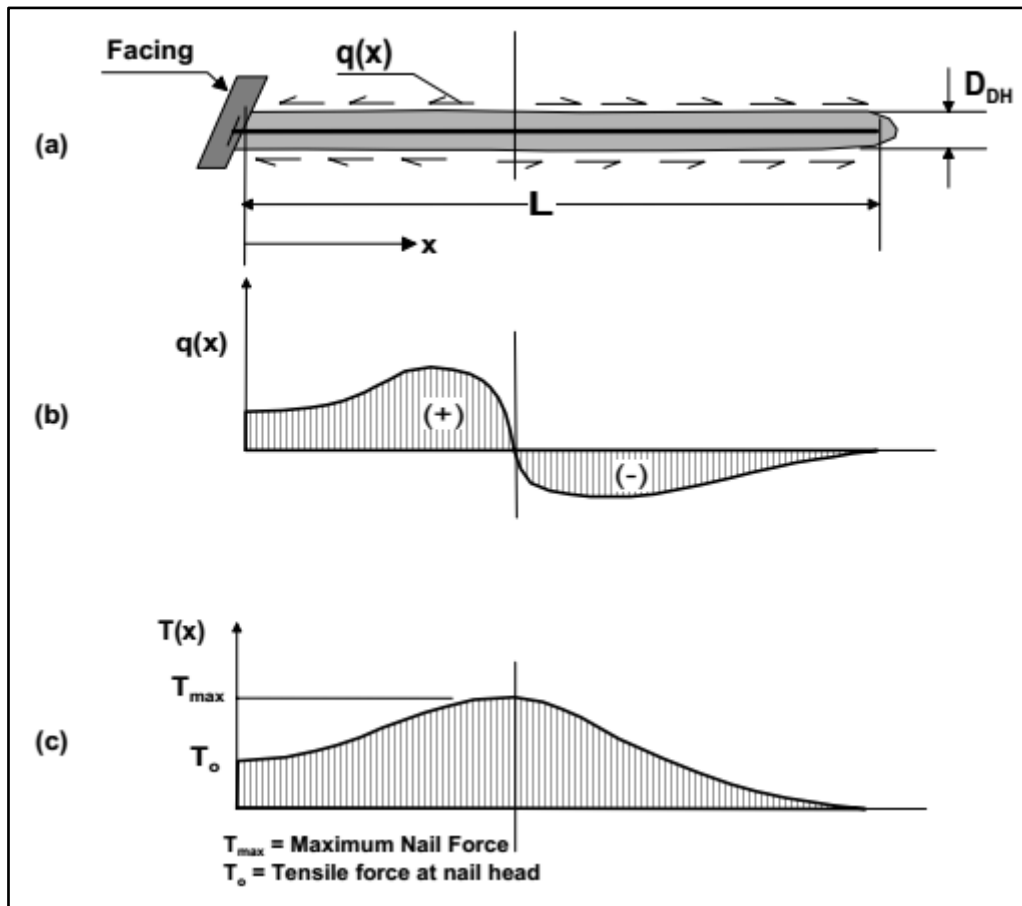 Facing
q(x)
D_DH
(a)
L
x
q(x)
(b)
(+)
(-)
T(x)
T_max
(c)
T_o
T_max = Maximum Nail Force
T_o = Tensile force at nail head